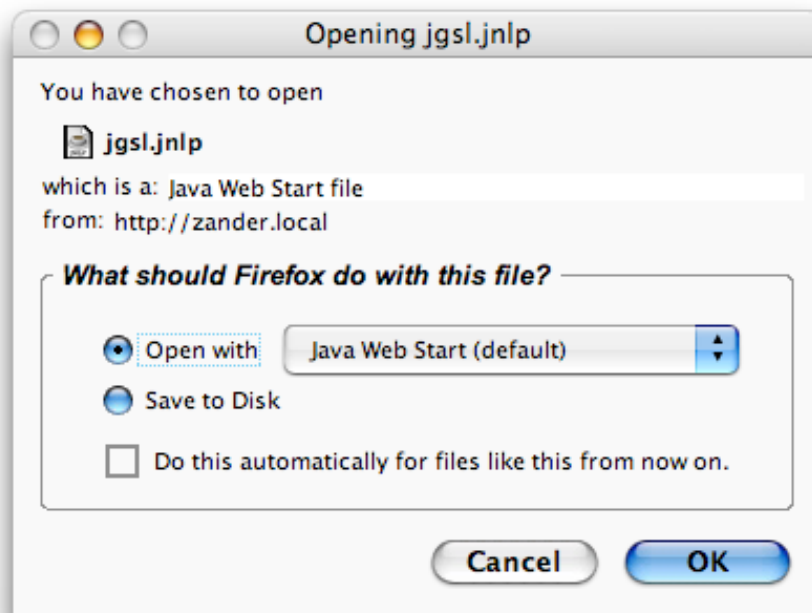 Opening jgsl.jnlp
You have chosen to open
jgsl.jnlp
which is a: Java Web Start file
from: http://zander.local
What should Firefox do with this file?
Open with Java Web Start (default)
Save to Disk
Do this automatically for files like this from now on.
Cancel OK